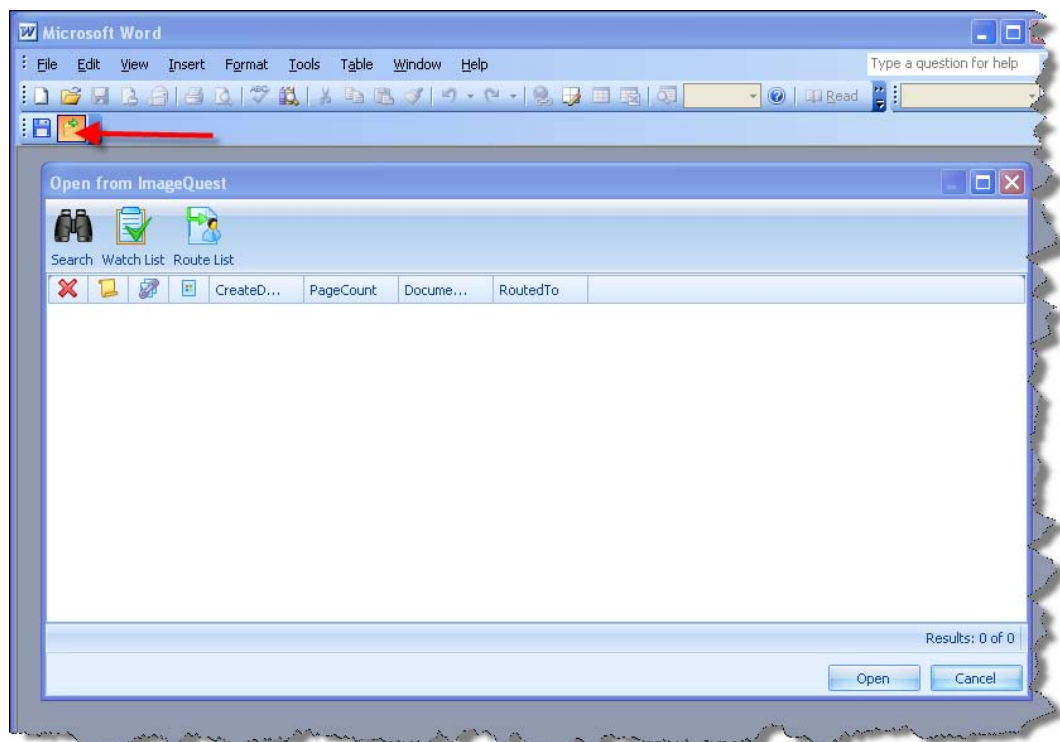 Microsoft Word
File Edit View Insert Format Tools Table Window Help Type a question for help
ABC Read
Open from ImageQuest
Search Watch List Route List
CreateD... PageCount Docume... RoutedTo
Results: 0 of 0
Open Cancel